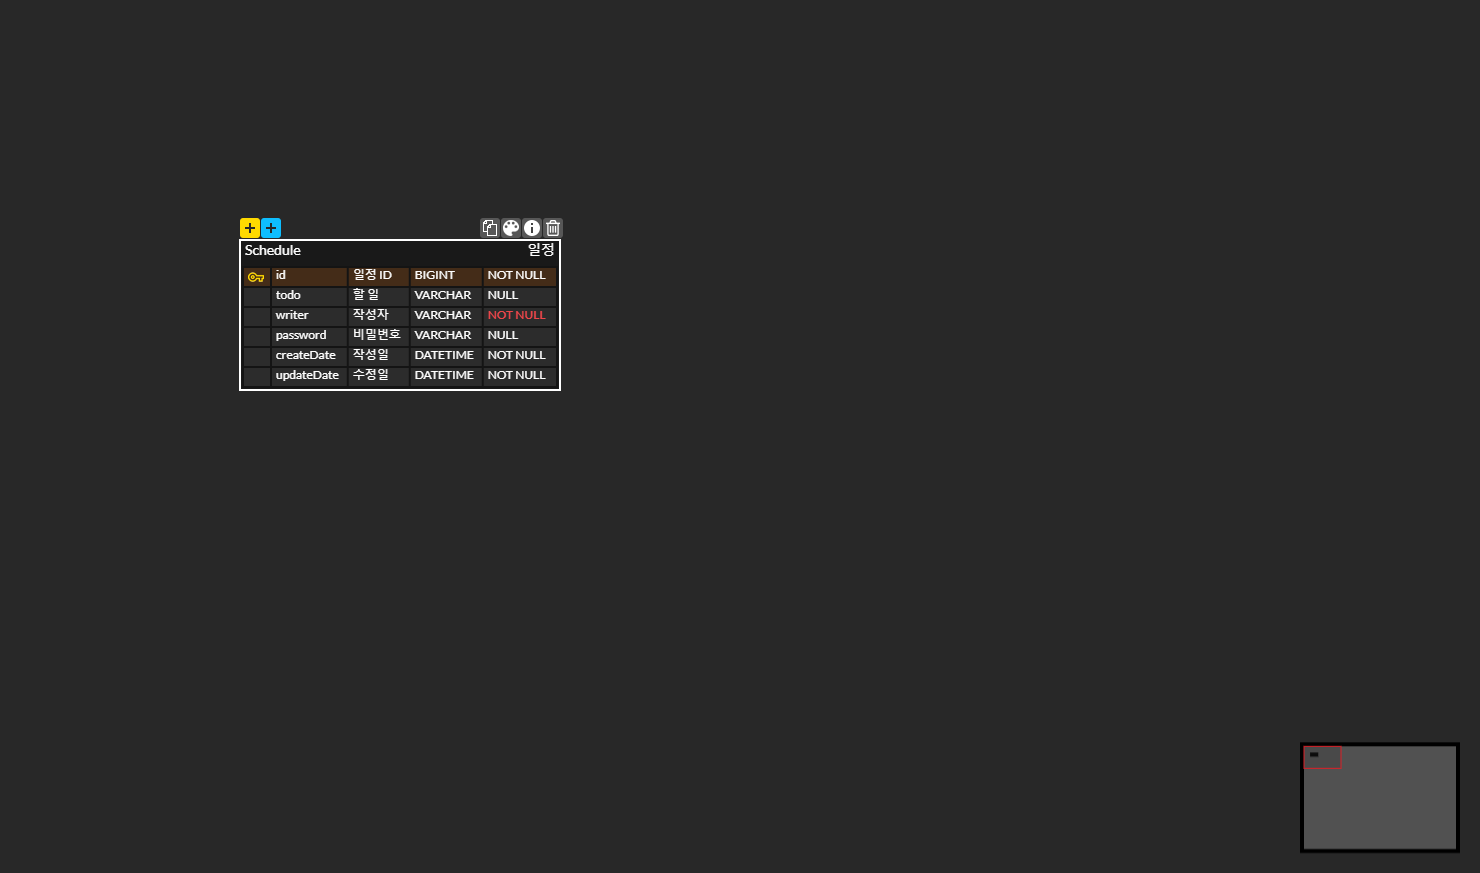 Schedule 일정
id 일정 ID BIGINT NOT NULL
todo 할 일 VARCHAR NULL
writer 작성자 VARCHAR NOT NULL
password 비밀번호 VARCHAR NULL
createDate 작성일 DATETIME NOT NULL
updateDate 수정일 DATETIME NOT NULL